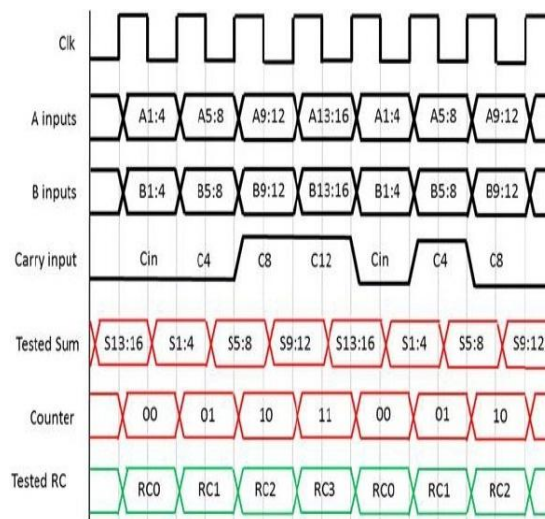 Clk
A inputs A1:4 A5:8 A9:12 A13:16 A1:4 A5:8 A9:12
B inputs B1:4 B5:8 B9:12 B13:16 B1:4 B5:8 B9:12
Carry input Cin C4 C8 C12 Cin C4 C8
Tested Sum S13:16 S1:4 S5:8 S9:12 S13:16 S1:4 S5:8 S9:12
Counter 00 01 10 11 00 01 10
Tested RC RC0 RC1 RC2 RC3 RC0 RC1 RC2